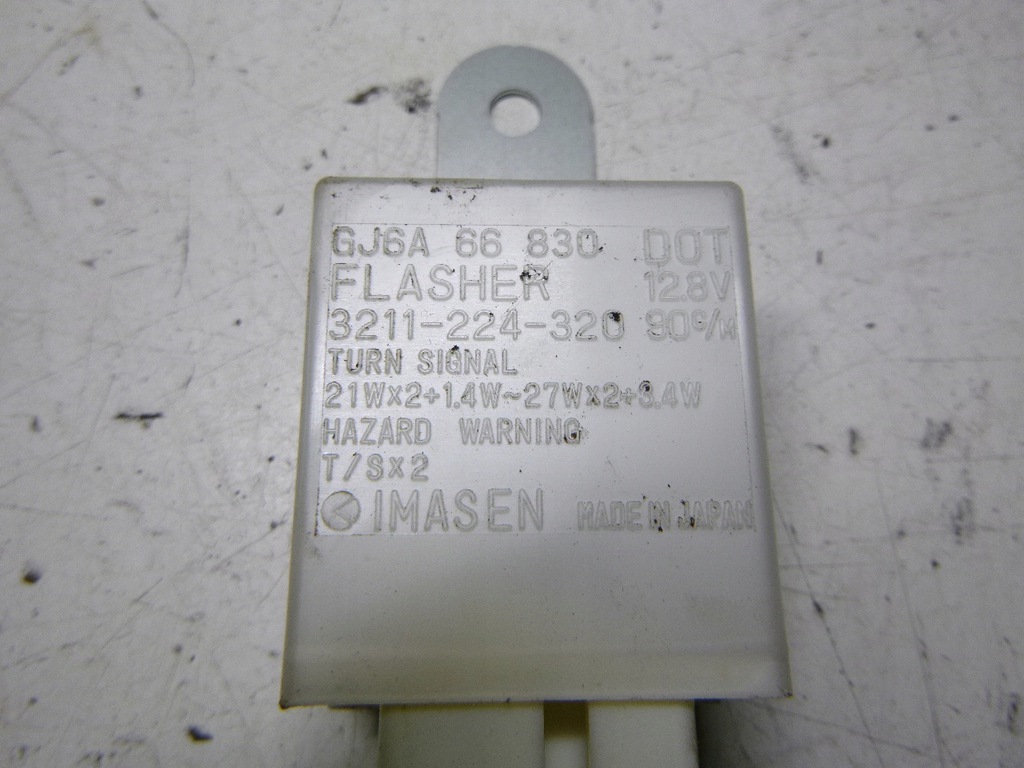 GJ6A 66 830 DOT
FLASHER 12.8V
3211-224-320 90c/M
TURN SIGNAL
21W×2+1.4W~27W×2+3.4W
HAZARD WARNING
T/S×2
IMASEN MADE IN JAPAN